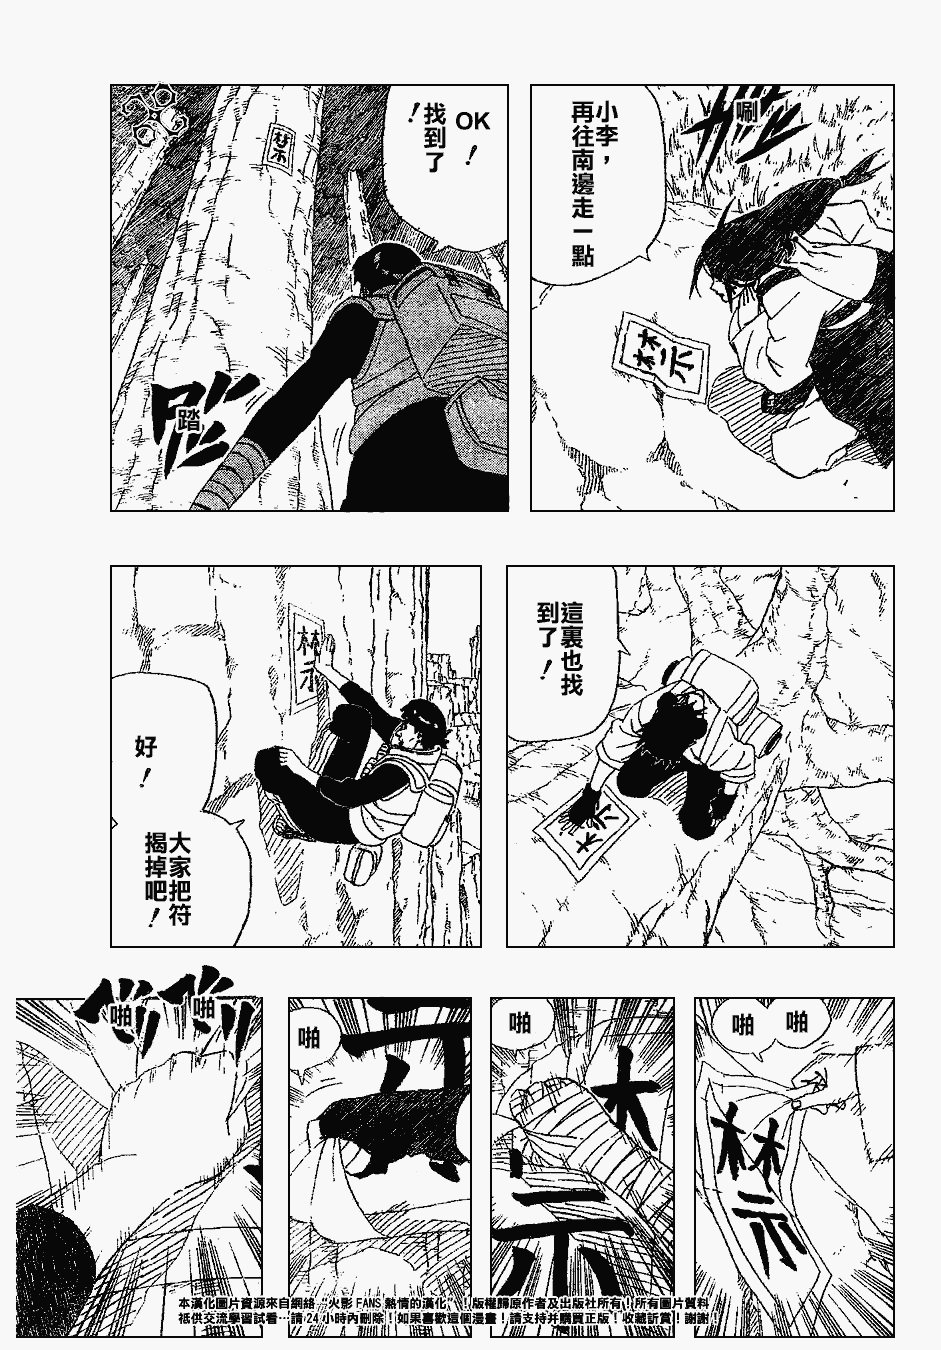 唰
小李，
再往南邊走一點
禁
OK！
找到了！
禁
踏
這裏也找
到了！
禁
禁
好！
大家把符
揭掉吧！
啪
啪
禁
啪
啪
啪
啪
本漢化圖片資源來自網絡，"火影FANS熱情的漢化"！版權歸原作者及出版社所有！所有圖片資料
祗供交流學習試看…請24小時內刪除！如果喜歡這個漫畫！請支持并購買正版！收藏訢賞！謝謝！